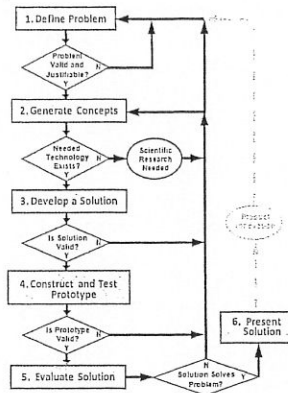 1. Define Problem
Problem
Valid and
Justifiable?
N
Y
2. Generate Concepts
Needed
Technology
Exists?
N
Y
Scientific
Research
Needed
3. Develop a Solution
Is Solution
Valid?
N
Y
4. Construct and Test
Prototype
Is Prototype
Valid?
N
Y
5. Evaluate Solution
N
Solution Solves
Problem?
Y
6. Present
Solution
N
Product
Innovation